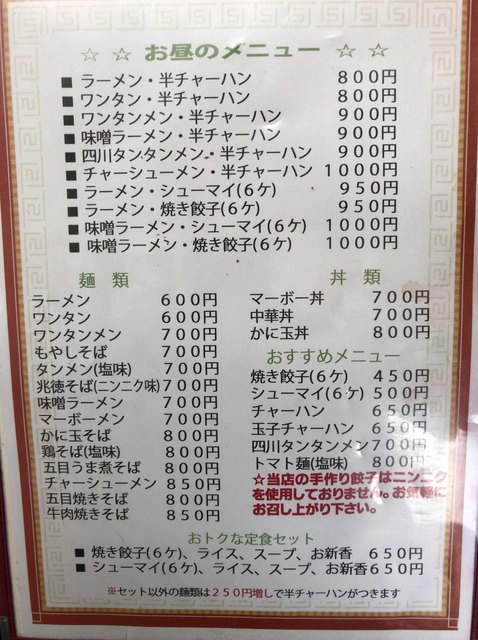 ☆ ☆ お昼のメニュー ☆ ☆
■ ラーメン・半チャーハン 800円
■ ワンタン・半チャーハン 800円
■ ワンタンメン・半チャーハン 900円
■ 味噌ラーメン・半チャーハン 900円
■ 四川タンタンメン・半チャーハン 900円
■ チャーシューメン・半チャーハン 1000円
■ ラーメン・シューマイ(6ケ) 950円
■ ラーメン・焼き餃子(6ケ) 950円
■ 味噌ラーメン・シューマイ(6ケ) 1000円
■ 味噌ラーメン・焼き餃子(6ケ) 1000円
麺 類
ラーメン 600円
ワンタン 600円
ワンタンメン 700円
もやしそば 700円
タンメン(塩味) 700円
兆徳そば(ニンニク味) 700円
味噌ラーメン 700円
マーボーメン 700円
かに玉そば 800円
鶏そば(塩味) 800円
五目うま煮そば 800円
チャーシューメン 850円
五目焼きそば 800円
牛肉焼きそば 850円
丼 類
マーボー丼 700円
中華丼 700円
かに玉丼 800円
おすすめメニュー
焼き餃子(6ケ) 450円
シューマイ(6ケ) 500円
チャーハン 650円
玉子チャーハン 650円
四川タンタンメン 700円
トマト麺(塩味) 800円
☆当店の手作り餃子はニンニク
を使用しておりません。お気軽に
お召し上がり下さい。
おトクな定食セット
■ 焼き餃子(6ケ)、ライス、スープ、お新香 650円
■ シューマイ(6ケ)、ライス、スープ、お新香 650円
※セット以外の麺類は250円増しで半チャーハンがつきます